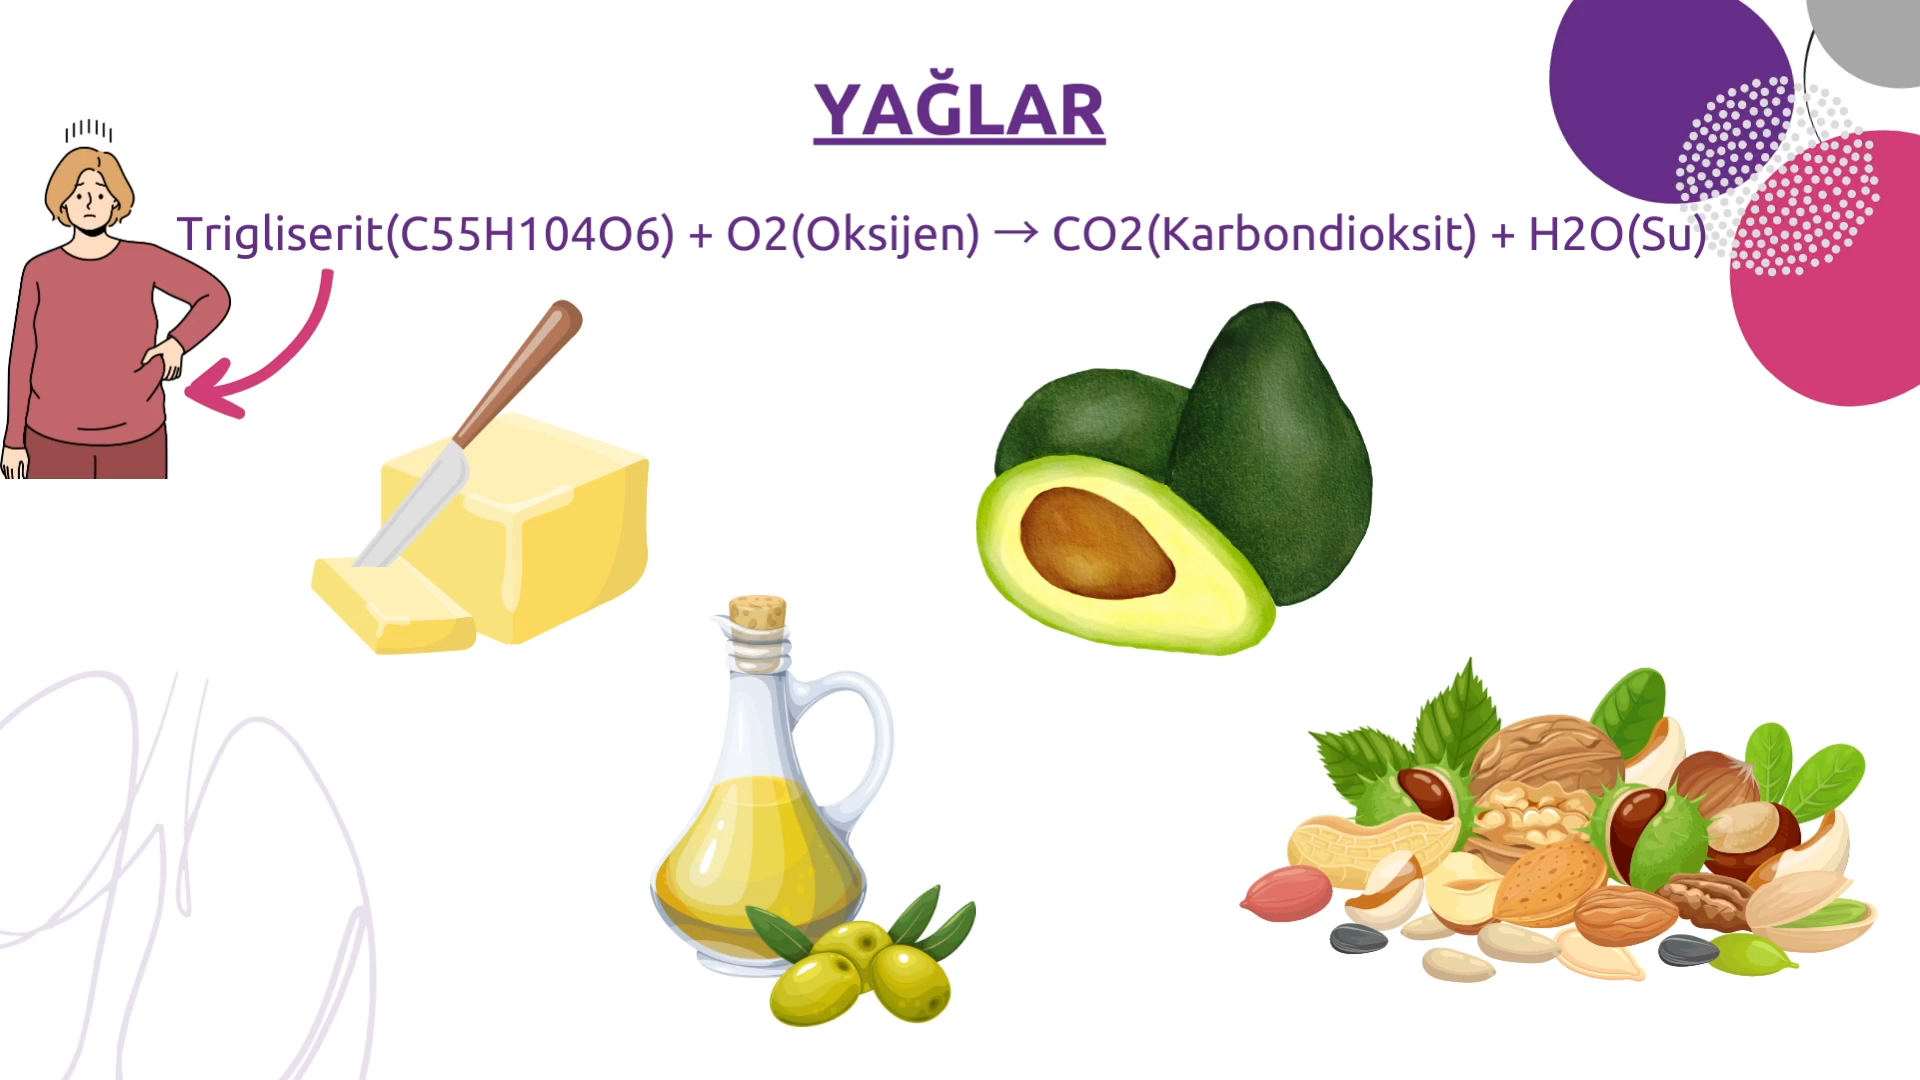 YAĞLAR
Trigliserit(C55H104O6) + O2(Oksijen) → CO2(Karbondioksit) + H2O(Su)